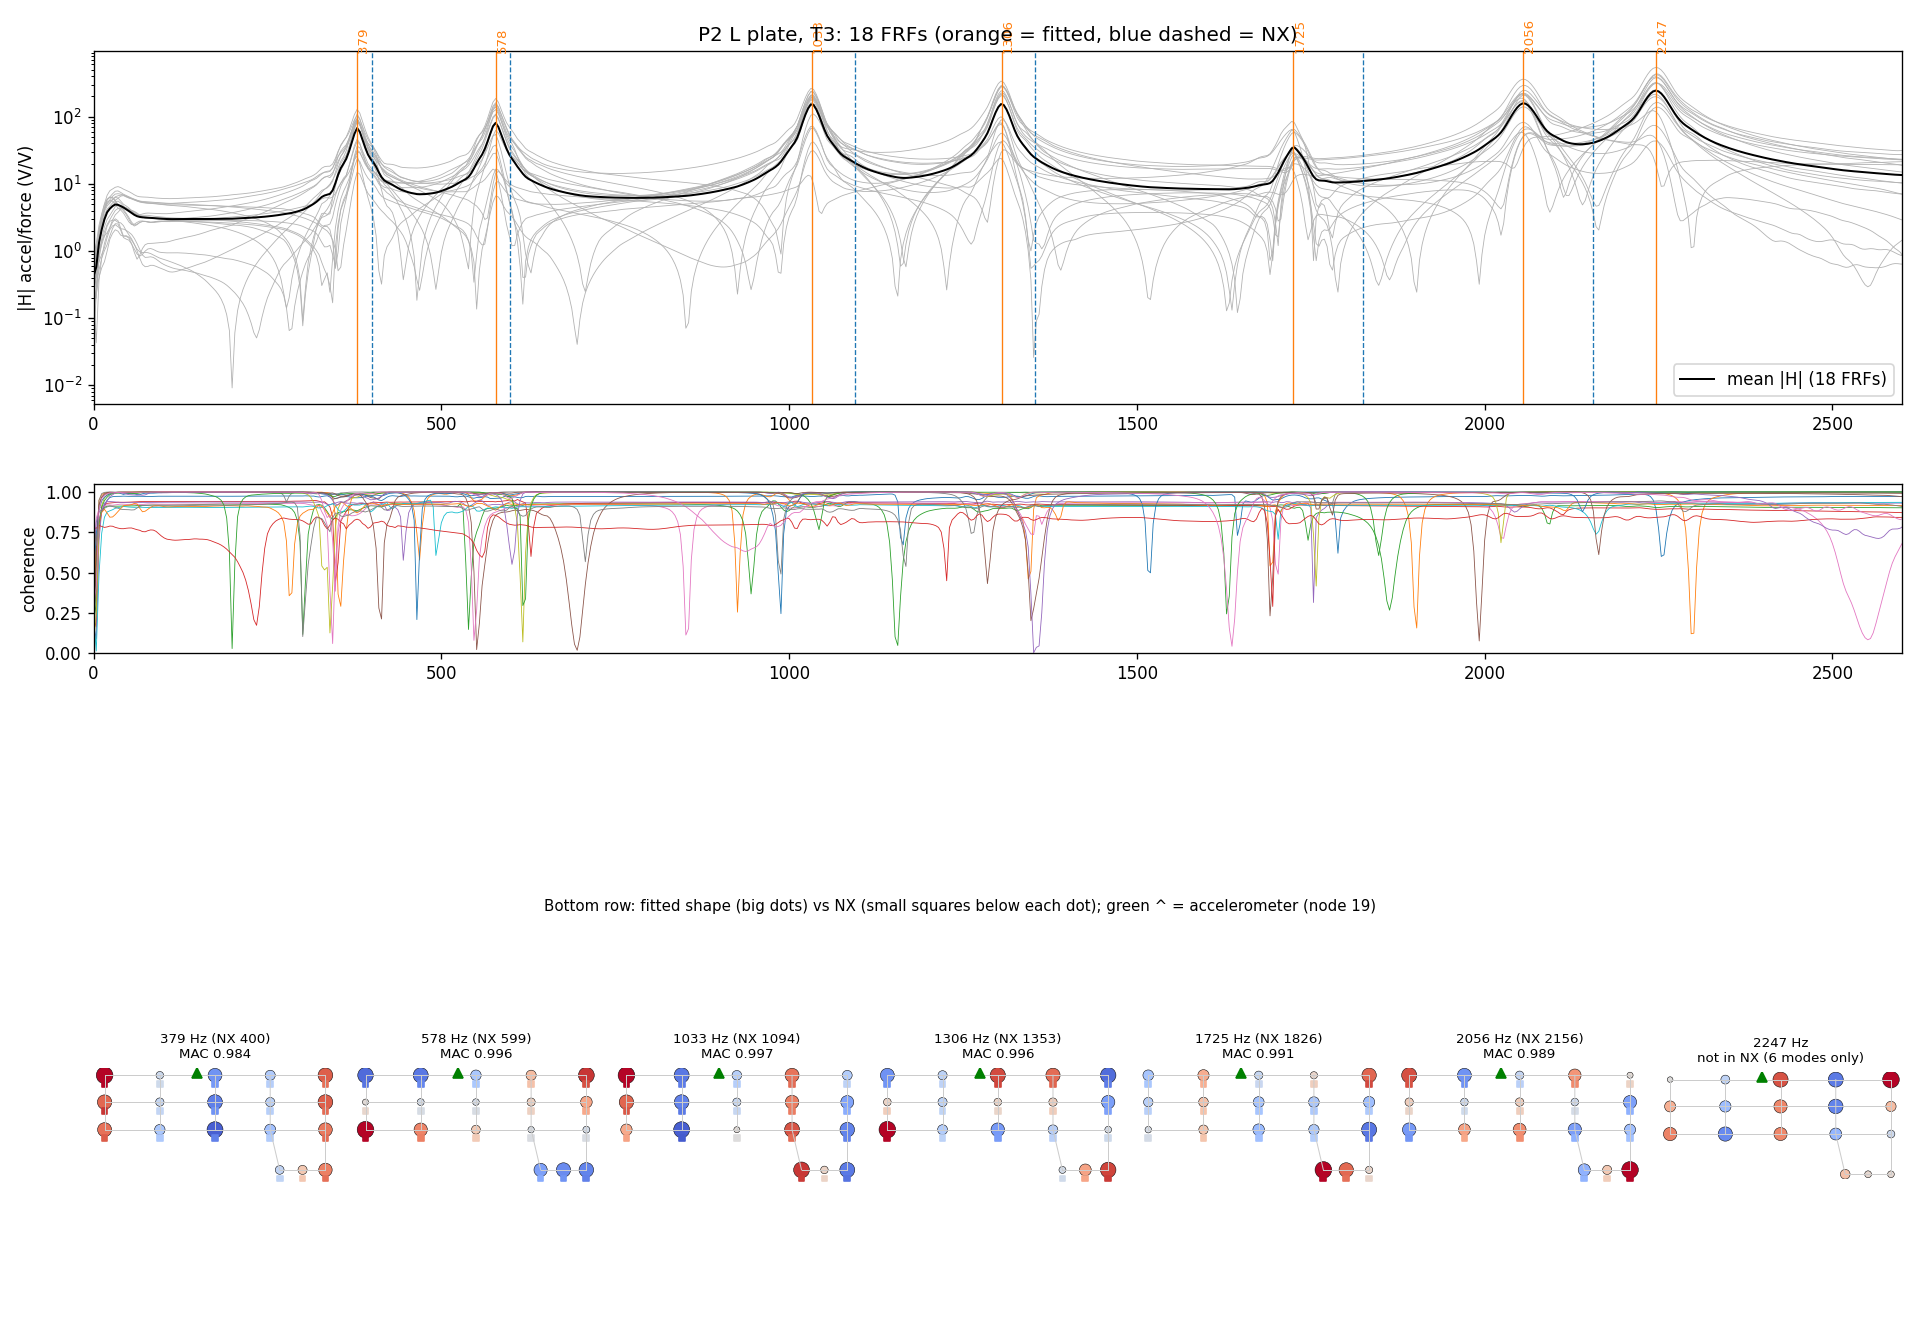 P2 L plate, T3: 18 FRFs (orange = fitted, blue dashed = NX)
379
578
1033
1306
1725
2056
2247
|H| accel/force (V/V)
10²
10¹
10⁰
10⁻¹
10⁻²
mean |H| (18 FRFs)
0 500 1000 1500 2000 2500
coherence
1.00
0.75
0.50
0.25
0.00
0 500 1000 1500 2000 2500
Bottom row: fitted shape (big dots) vs NX (small squares below each dot); green ^ = accelerometer (node 19)
379 Hz (NX 400)
MAC 0.984
578 Hz (NX 599)
MAC 0.996
1033 Hz (NX 1094)
MAC 0.997
1306 Hz (NX 1353)
MAC 0.996
1725 Hz (NX 1826)
MAC 0.991
2056 Hz (NX 2156)
MAC 0.989
2247 Hz
not in NX (6 modes only)